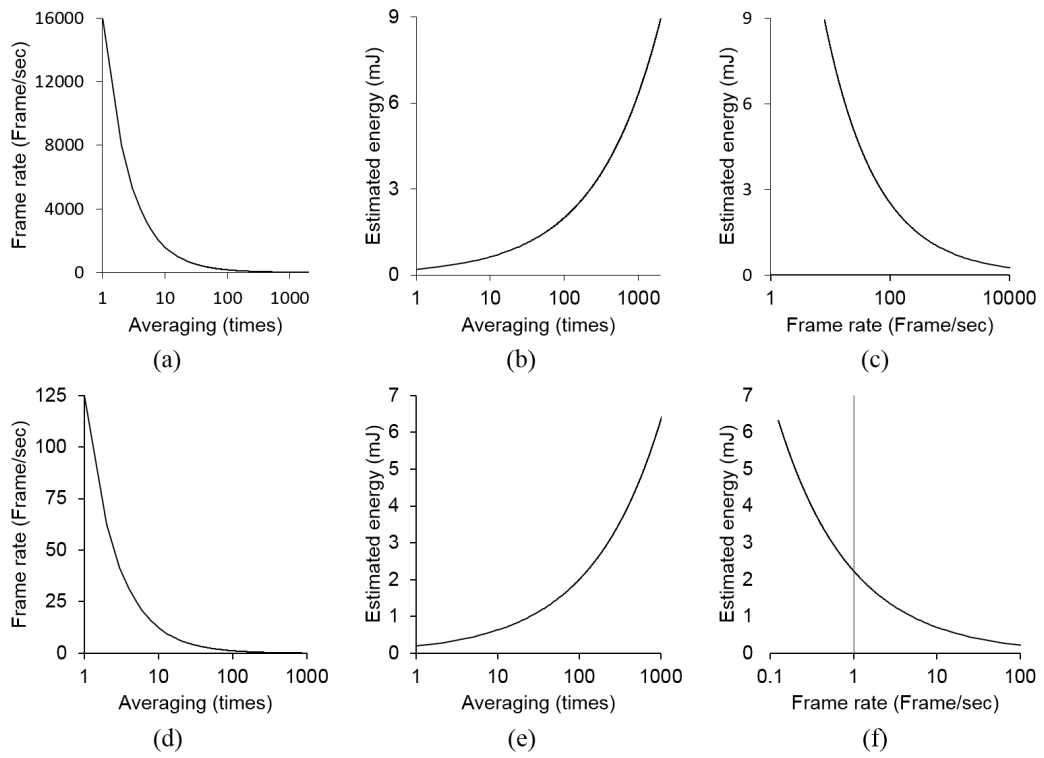 Frame rate (Frame/sec)
16000
12000
8000
4000
0
1 10 100 1000
Averaging (times)
(a)
Estimated energy (mJ)
9
6
3
0
1 10 100 1000
Averaging (times)
(b)
Estimated energy (mJ)
9
6
3
0
1 100 10000
Frame rate (Frame/sec)
(c)
Frame rate (Frame/sec)
125
100
75
50
25
0
1 10 100 1000
Averaging (times)
(d)
Estimated energy (mJ)
7
6
5
4
3
2
1
0
1 10 100 1000
Averaging (times)
(e)
Estimated energy (mJ)
7
6
5
4
3
2
1
0
0.1 1 10 100
Frame rate (Frame/sec)
(f)